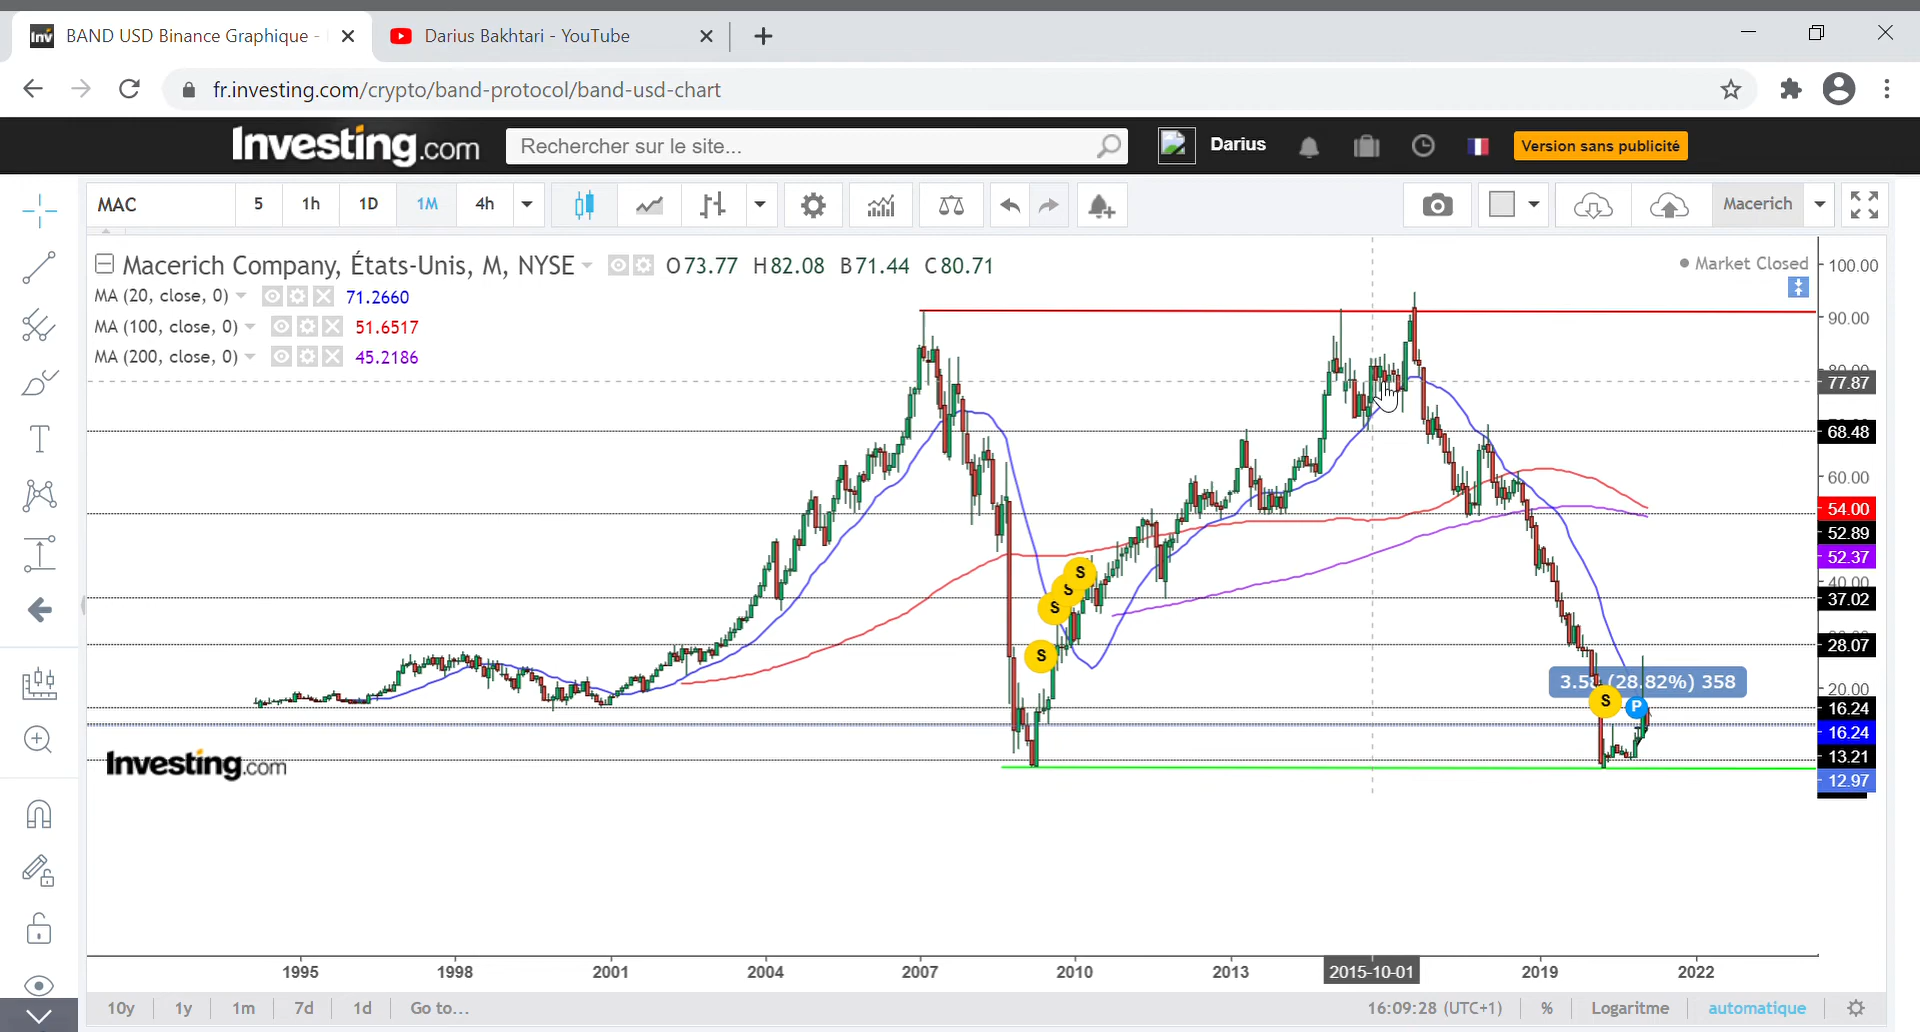 BAND USD Binance Graphique -
Darius Bakhtari - YouTube
fr.investing.com/crypto/band-protocol/band-usd-chart
Investing.com
Rechercher sur le site...
Darius
Version sans publicité
MAC
5
1h
1D
1M
4h
Macerich
Macerich Company, États-Unis, M, NYSE
O73.77 H82.08 B71.44 C80.71
Market Closed
MA (20, close, 0)
71.2660
MA (100, close, 0)
51.6517
MA (200, close, 0)
45.2186
100.00
90.00
80.00
77.87
68.48
60.00
54.00
52.89
52.37
40.00
37.02
28.07
20.00
16.24
16.24
13.21
12.97
S
S
S
S
(28.82%) 358
S
P
Investing.com
1995
1998
2001
2004
2007
2010
2013
2015-10-01
2019
2022
10y
1y
1m
7d
1d
Go to...
16:09:28 (UTC+1)
%
Logaritme
automatique